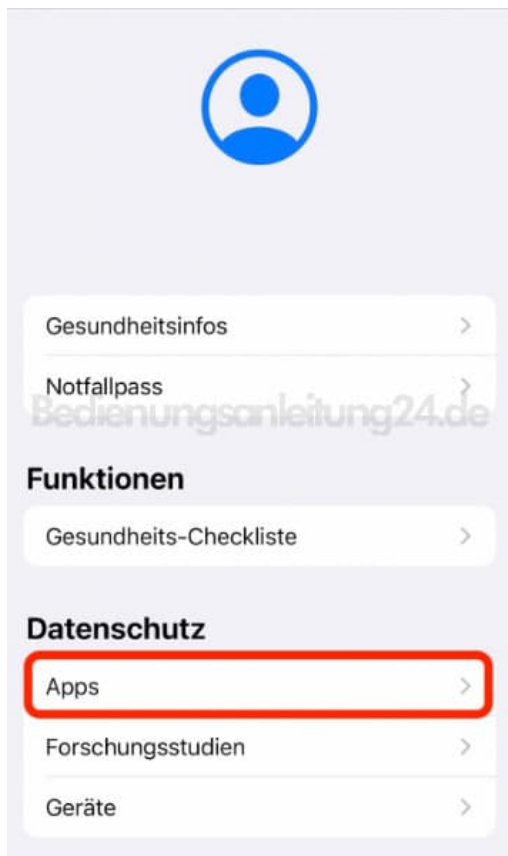 Gesundheitsinfos
Notfallpass
Bedienungsanleitung24.de
Funktionen
Gesundheits-Checkliste
Datenschutz
Apps
Forschungsstudien
Geräte